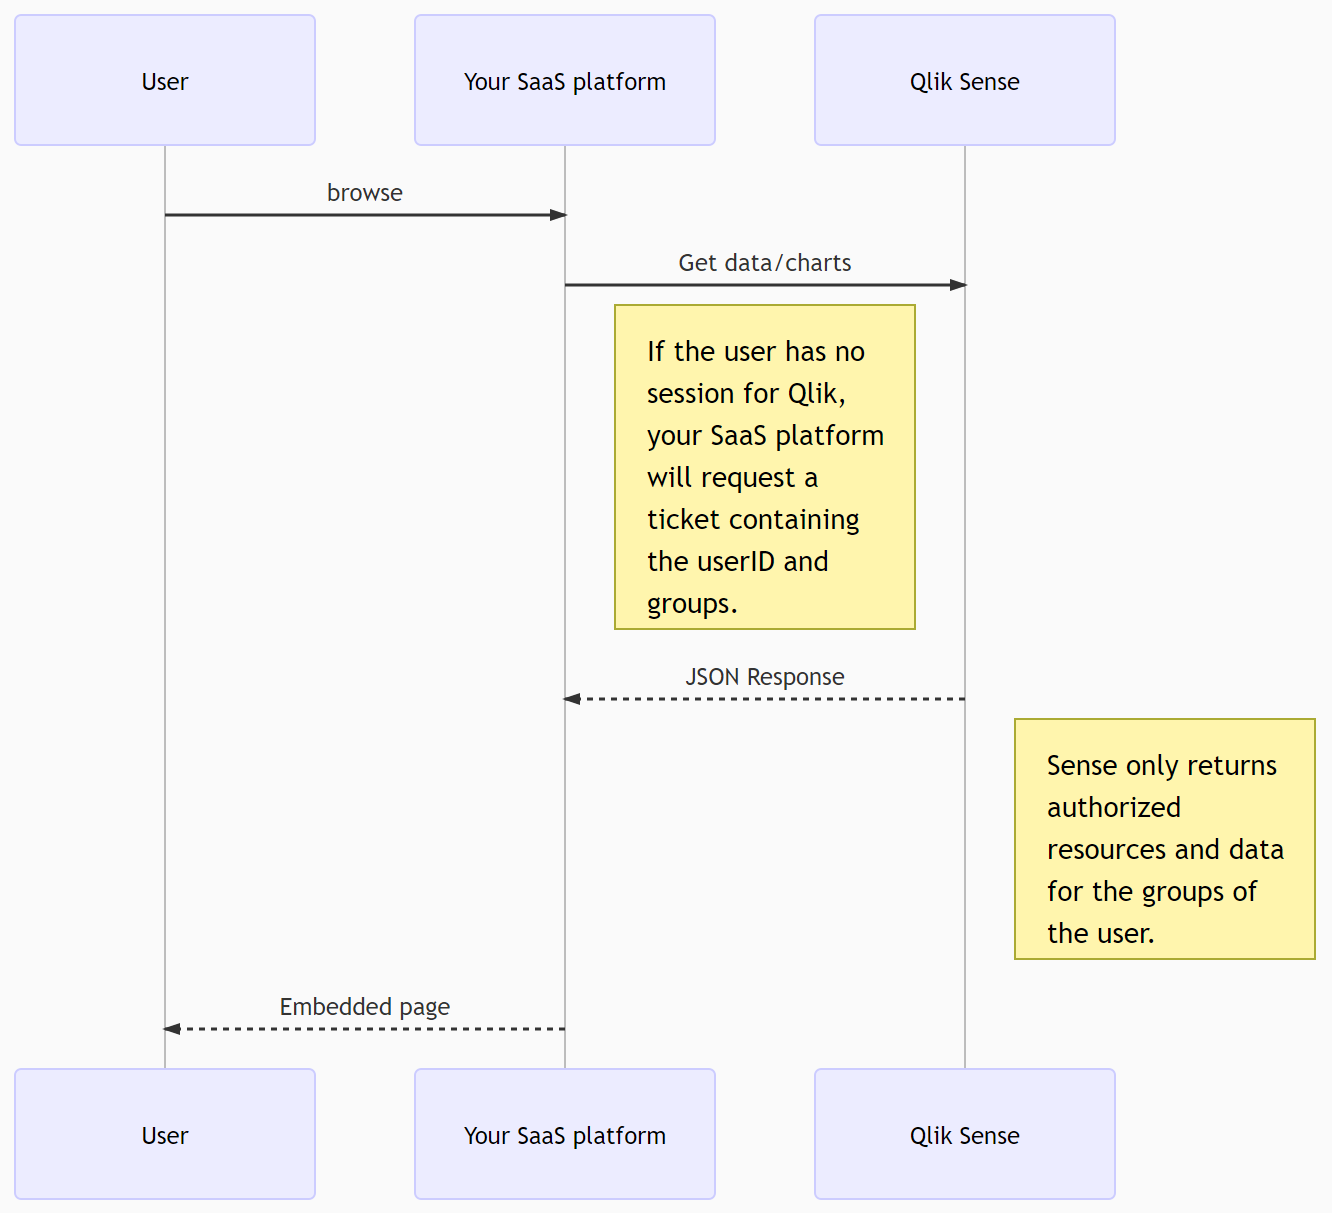 User
Your SaaS platform
Qlik Sense
browse
Get data/charts
If the user has no
session for Qlik,
your SaaS platform
will request a
ticket containing
the userID and
groups.
JSON Response
Sense only returns
authorized
resources and data
for the groups of
the user.
Embedded page
User
Your SaaS platform
Qlik Sense